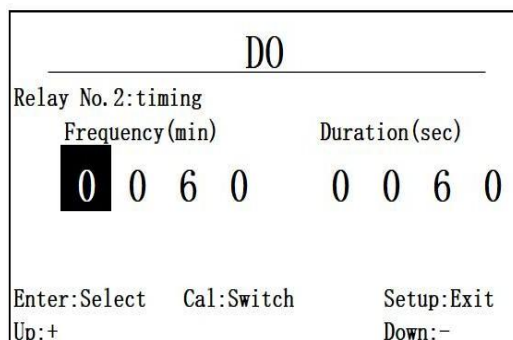 DO
Relay No.2:timing
Frequency(min) Duration(sec)
0 0 6 0 0 0 6 0
Enter:Select Cal:Switch Setup:Exit
Up:+ Down:-